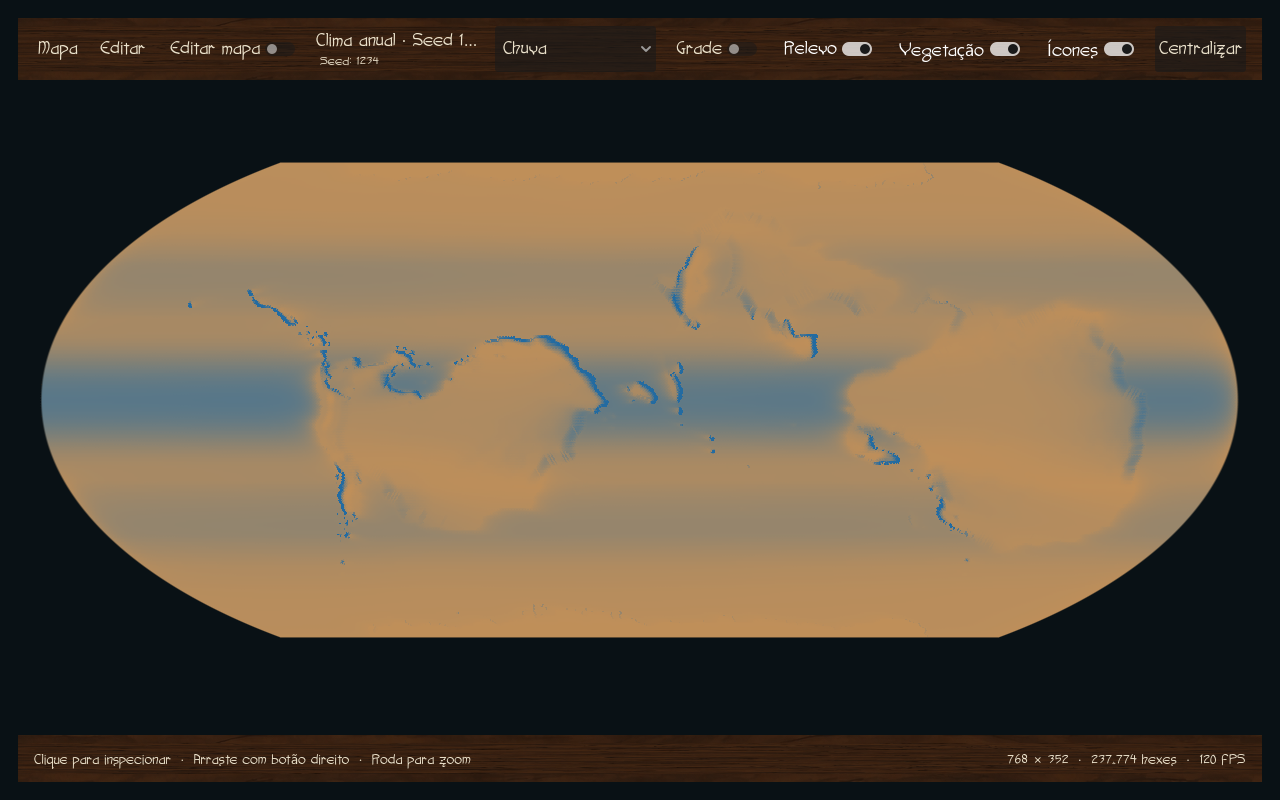 Mapa
Editar
Editar mapa
Clima anual · Seed 1...
Seed: 1234
Chuva
Grade
Relevo
Vegetação
Ícones
Centralizar
Clique para inspecionar · Arraste com botão direito · Roda para zoom
768 × 352 · 237.774 hexes · 120 FPS